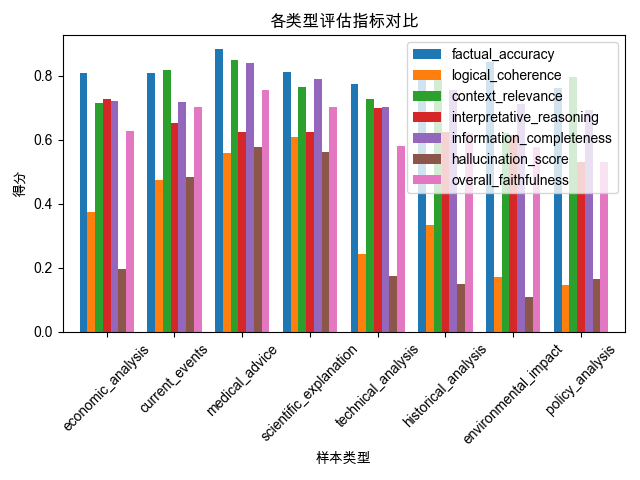 各类型评估指标对比
得分
0.8
0.6
0.4
0.2
0.0
factual_accuracy
logical_coherence
context_relevance
interpretative_reasoning
information_completeness
hallucination_score
overall_faithfulness
economic_analysis
current_events
medical_advice
scientific_explanation
technical_analysis
historical_analysis
environmental_impact
policy_analysis
样本类型